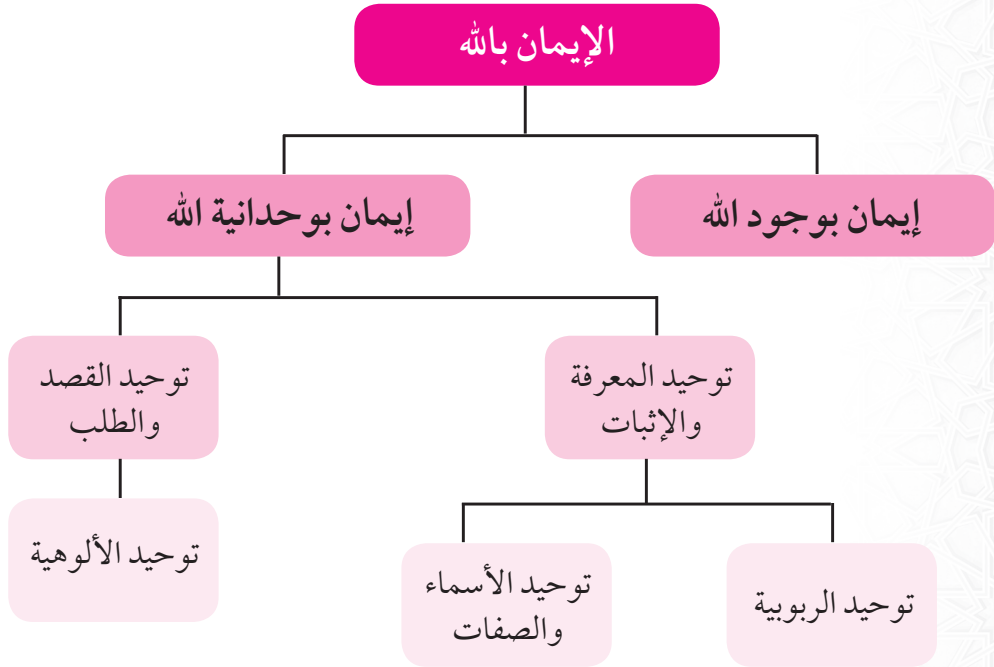 الإيمان بالله
إيمان بوجود الله
إيمان بوحدانية الله
توحيد المعرفة
والإثبات
توحيد القصد
والطلب
توحيد الربوبية
توحيد الأسماء
والصفات
توحيد الألوهية